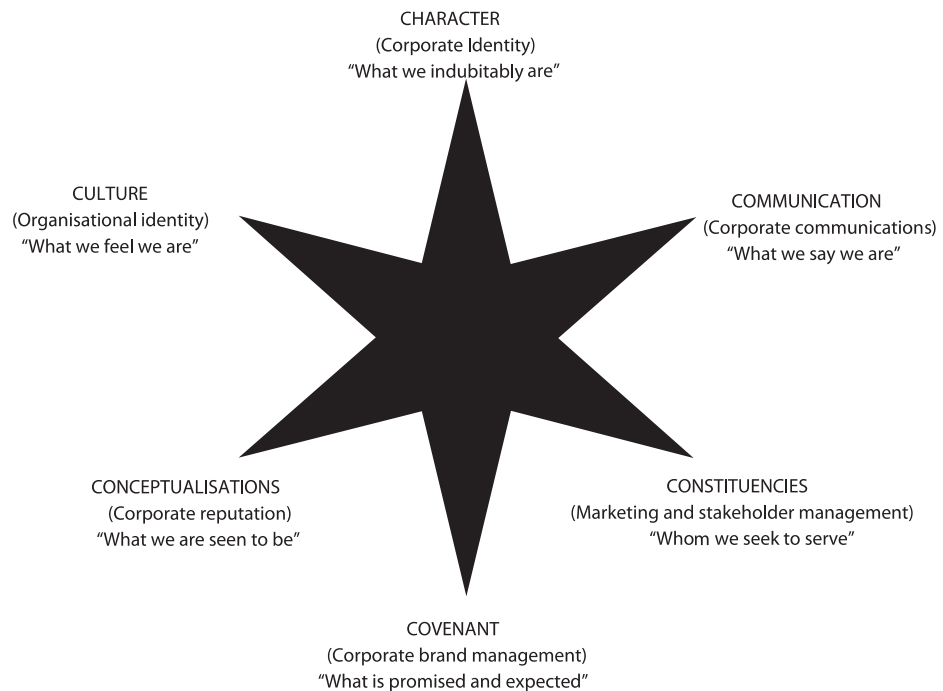 CHARACTER
(Corporate Identity)
“What we indubitably are”
CULTURE
(Organisational identity)
“What we feel we are”
COMMUNICATION
(Corporate communications)
“What we say we are”
CONCEPTUALISATIONS
(Corporate reputation)
“What we are seen to be”
CONSTITUENCIES
(Marketing and stakeholder management)
“Whom we seek to serve”
COVENANT
(Corporate brand management)
“What is promised and expected”